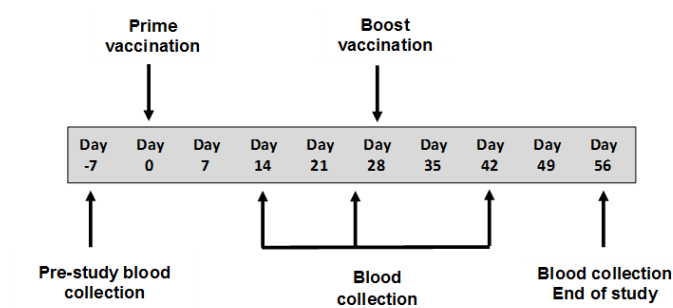 Prime
vaccination
Boost
vaccination
Day Day Day Day Day Day Day Day Day Day
-7 0 7 14 21 28 35 42 49 56
Pre-study blood
collection
Blood
collection
Blood collection
End of study